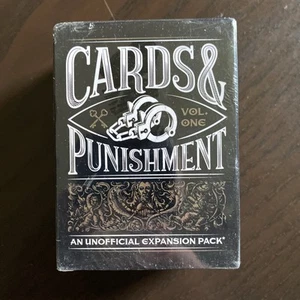 CARDS &
VOL.
ONE
PUNISHMENT
AN UNOFFICIAL EXPANSION PACK*